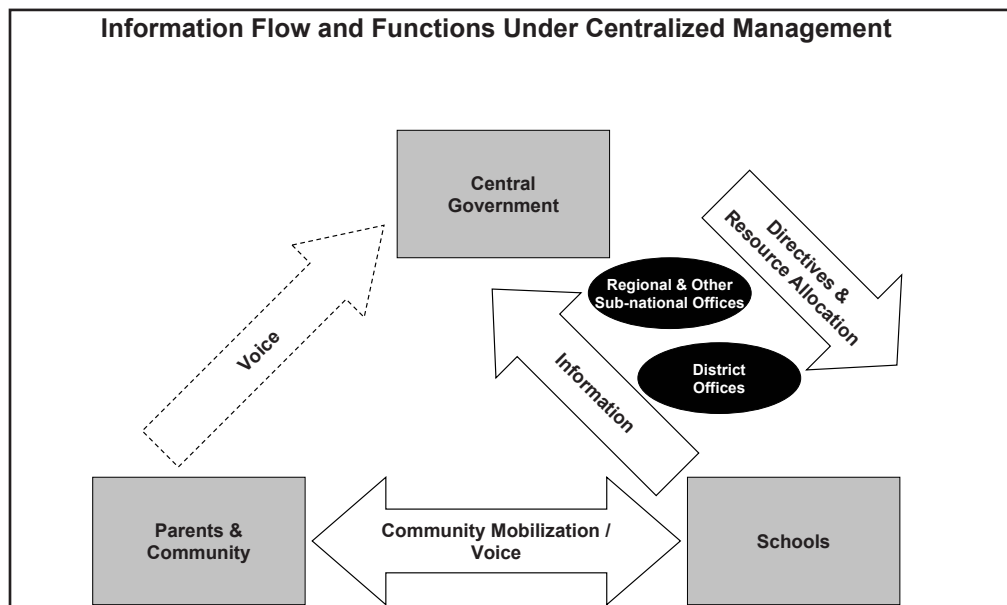 Information Flow and Functions Under Centralized Management
Central
Government
Directives &
Resource Allocation
Regional & Other
Sub-national Offices
Voice
Information
District
Offices
Parents &
Community
Community Mobilization /
Voice
Schools